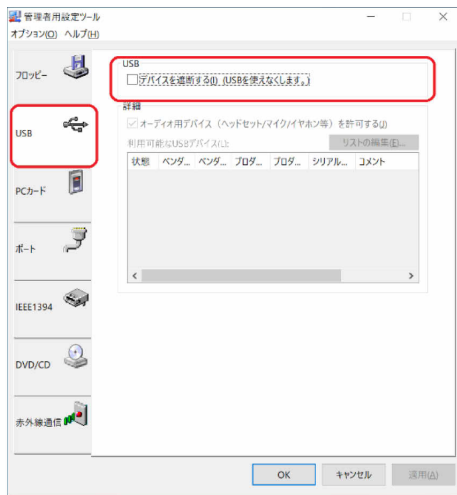 管理者用設定ツール
オプション(O) ヘルプ(H)
フロッピー
USB
PCカード
ポート
IEEE1394
DVD/CD
赤外線通信
USB
デバイスを遮断する(I) (USBを使えなくします。)
詳細
オーディオ用デバイス（ヘッドセット/マイク/イヤホン等）を許可する(U)
利用可能なUSBデバイス(L):
リストの編集(E)...
状態 ベンダ... ベンダ... プロダ... プロダ... シリアル... コメント
OK キャンセル 適用(A)